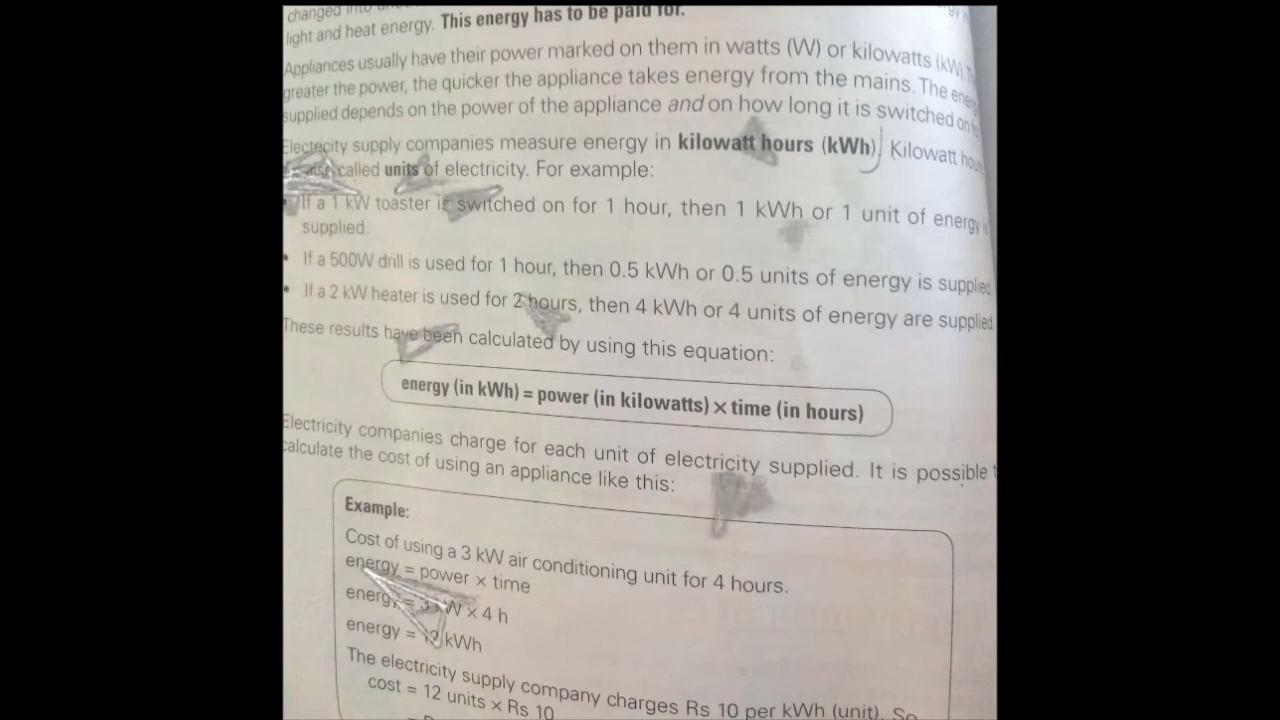 changed into
light and heat energy. This energy has to be paid for.
Appliances usually have their power marked on them in watts (W) or kilowatts (kW).
greater the power, the quicker the appliance takes energy from the mains. The
supplied depends on the power of the appliance and on how long it is switched on
Electricity supply companies measure energy in kilowatt hours (kWh). Kilowatt
called units of electricity. For example:
• If a 1 kW toaster is switched on for 1 hour, then 1 kWh or 1 unit of energy is
supplied.
• If a 500W drill is used for 1 hour, then 0.5 kWh or 0.5 units of energy is supplied.
• If a 2 kW heater is used for 2 hours, then 4 kWh or 4 units of energy are supplied.
These results have been calculated by using this equation:
energy (in kWh) = power (in kilowatts) × time (in hours)
Electricity companies charge for each unit of electricity supplied. It is possible
calculate the cost of using an appliance like this:
Example:
Cost of using a 3 kW air conditioning unit for 4 hours.
energy = power × time
energy = 3 kW × 4 h
energy = 12 kWh
The electricity supply company charges Rs 10 per kWh (unit). So
cost = 12 units × Rs 10
=